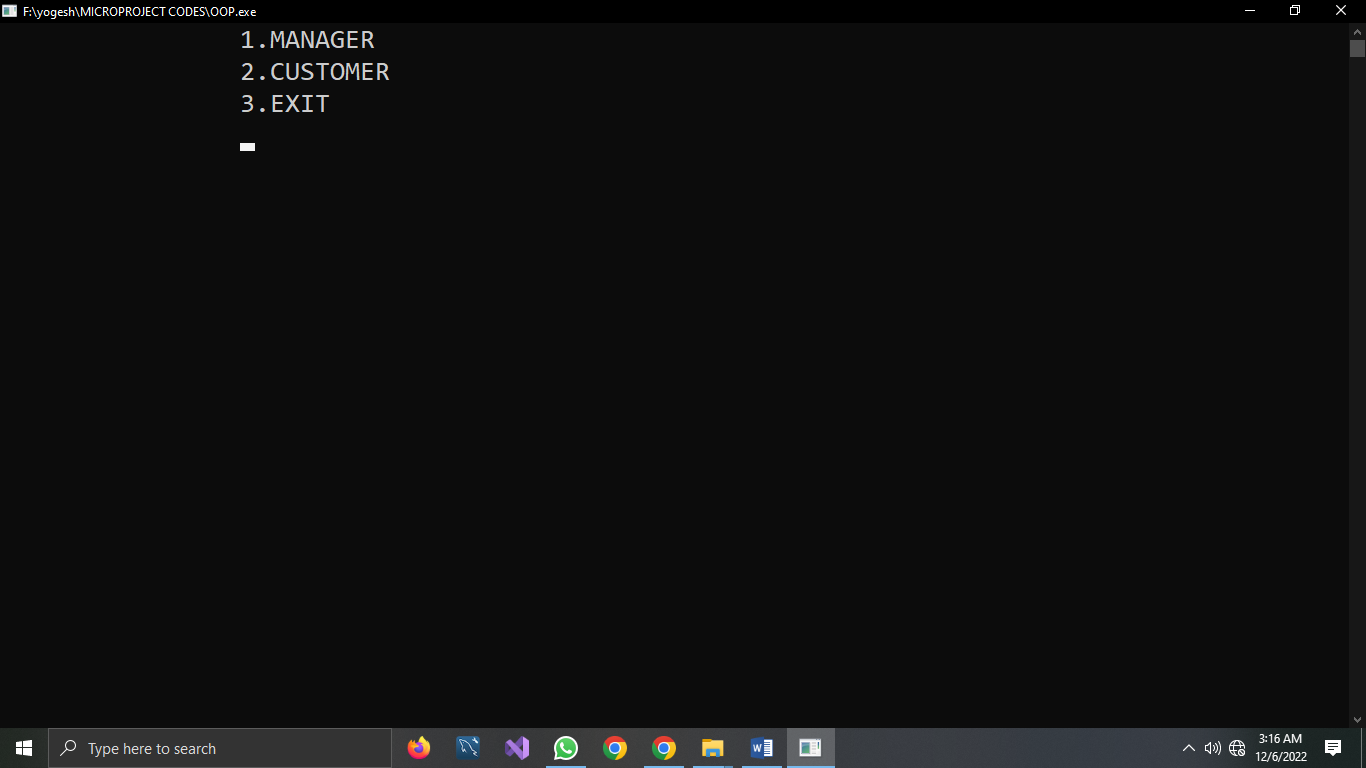 F:\yogesh\MICROPROJECT CODES\OOP.exe
1.MANAGER
2.CUSTOMER
3.EXIT
Type here to search
3:16 AM
12/6/2022